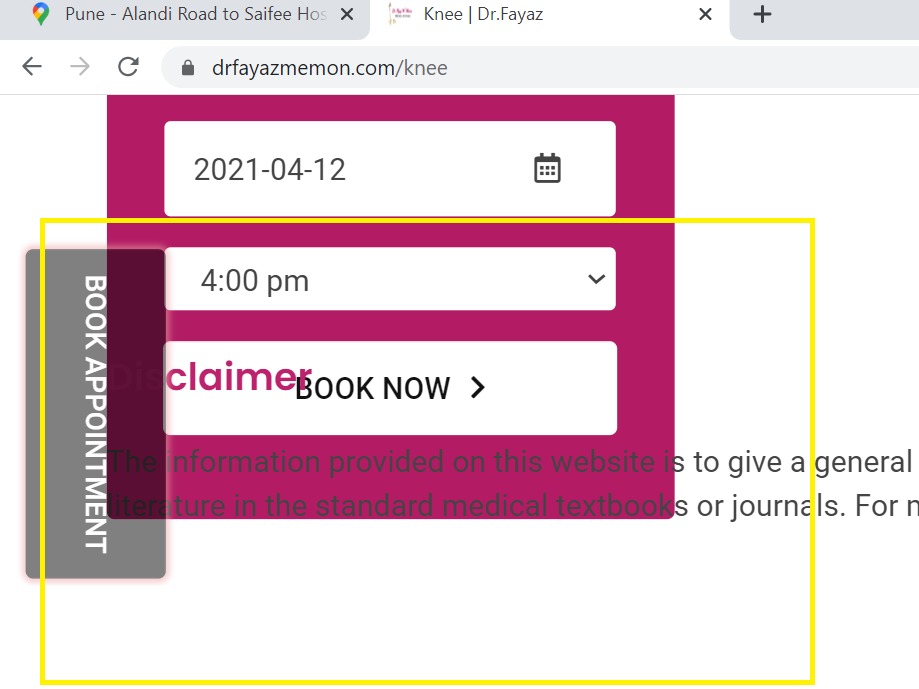 Pune - Alandi Road to Saifee Hos
Knee | Dr.Fayaz
drfayazmemon.com/knee
2021-04-12
4:00 pm
BOOK APPOINTMENT
Disclaimer
BOOK NOW
The information provided on this website is to give a general
literature in the standard medical textbooks or journals. For